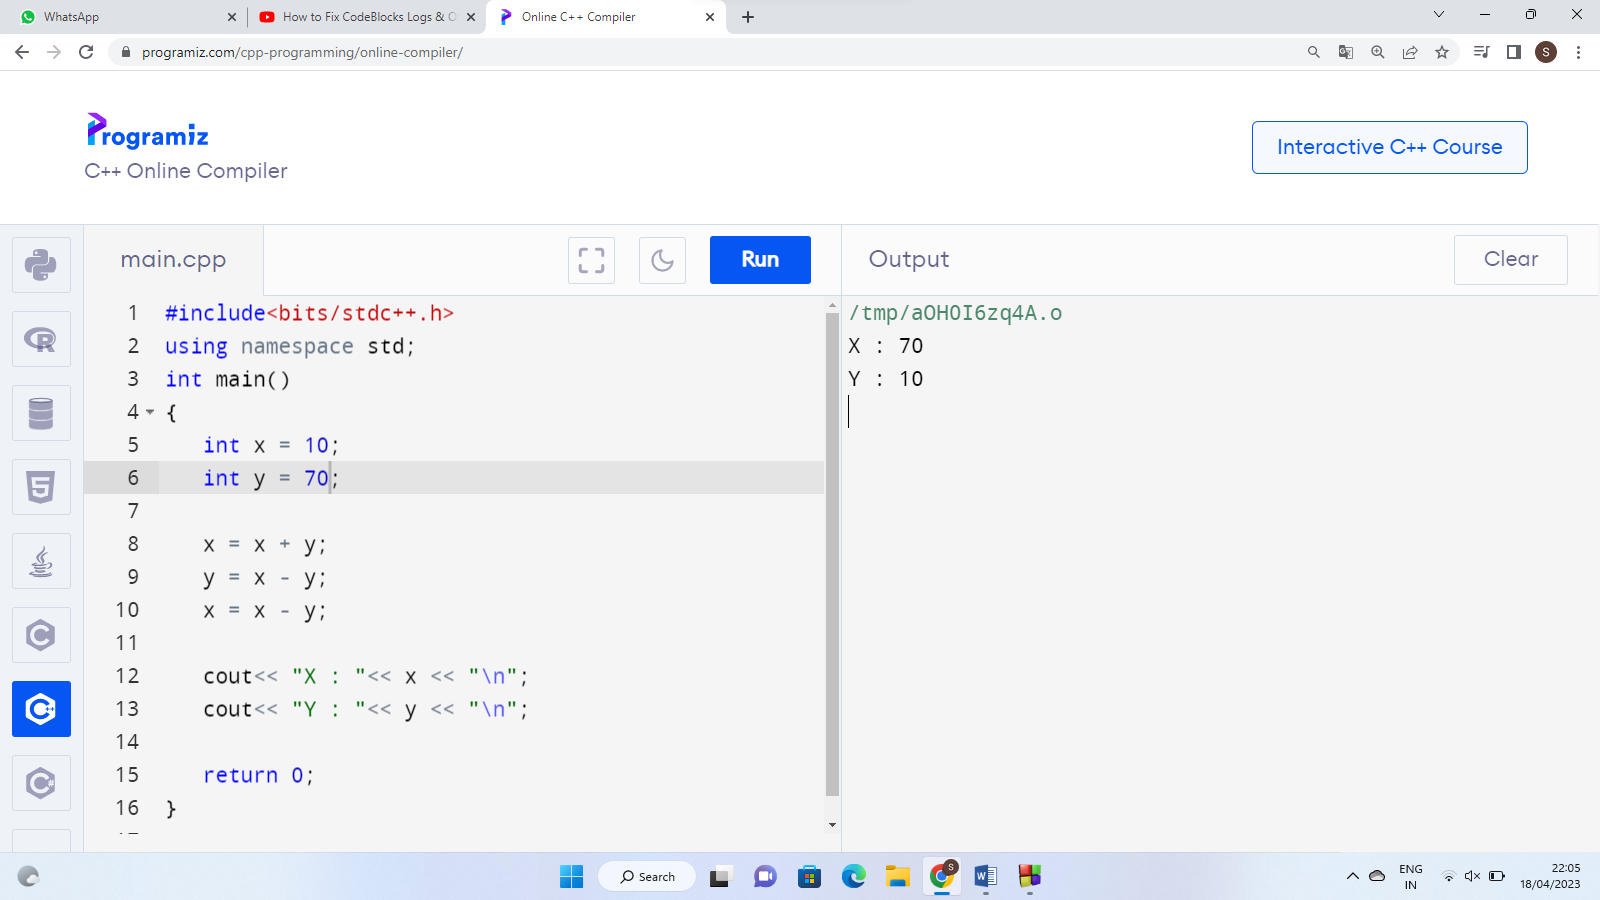 WhatsApp
How to Fix CodeBlocks Logs & O
Online C++ Compiler
programiz.com/cpp-programming/online-compiler/
S
Programiz
C++ Online Compiler
Interactive C++ Course
main.cpp
Run
Output
Clear
1 #include<bits/stdc++.h>
2 using namespace std;
3 int main()
4 {
5 int x = 10;
6 int y = 70;
7
8 x = x + y;
9 y = x - y;
10 x = x - y;
11
12 cout<< "X : "<< x << "\n";
13 cout<< "Y : "<< y << "\n";
14
15 return 0;
16 }
/tmp/aOH0I6zq4A.o
X : 70
Y : 10
Search
ENG
IN
22:05
18/04/2023